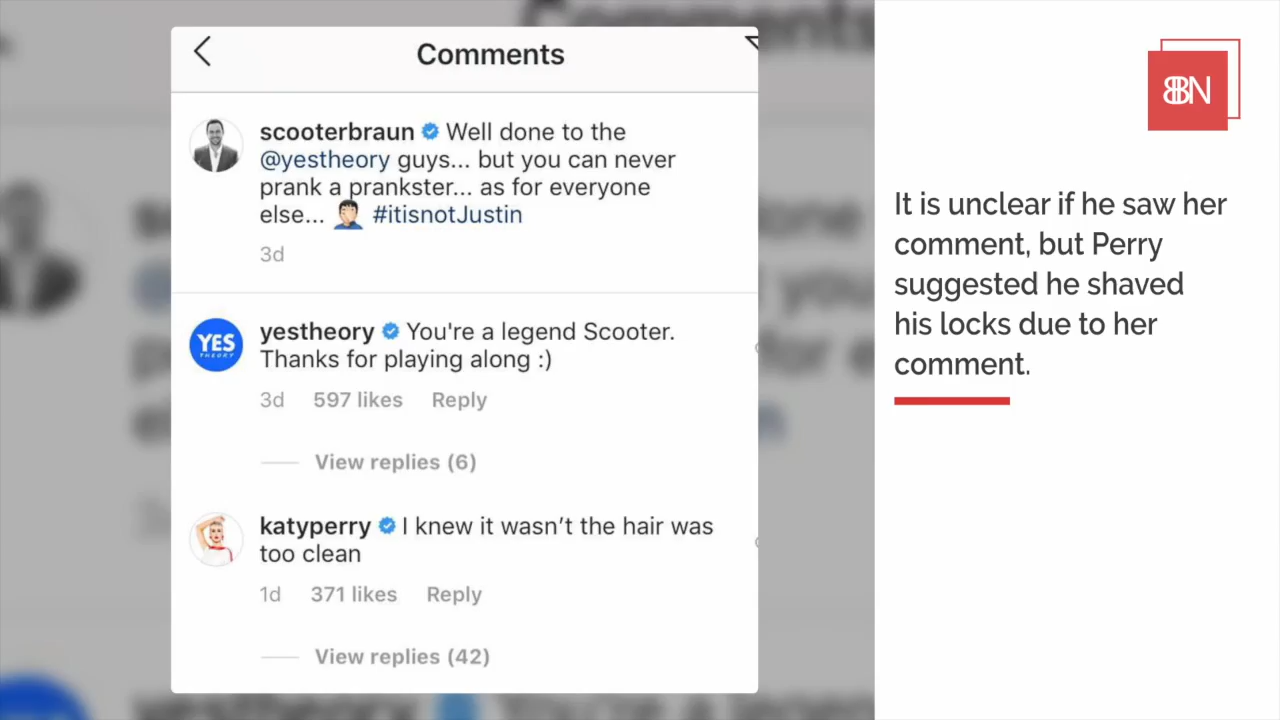 Comments
scooterbraun Well done to the
@yestheory guys... but you can never
prank a prankster... as for everyone
else... 🤦🏻‍♂️ #itisnotJustin
3d
yestheory You're a legend Scooter.
Thanks for playing along :)
3d 597 likes Reply
View replies (6)
katyperry I knew it wasn't the hair was
too clean
1d 371 likes Reply
View replies (42)
YES
THEORY
BBN
It is unclear if he saw her
comment, but Perry
suggested he shaved
his locks due to her
comment.